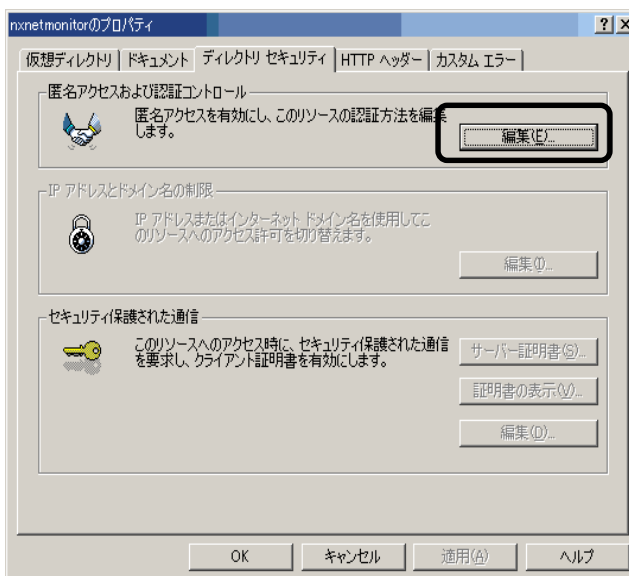 nxnetmonitorのプロパティ
仮想ディレクトリ ドキュメント ディレクトリ セキュリティ HTTP ヘッダー カスタム エラー
匿名アクセスおよび認証コントロール
匿名アクセスを有効にし、このリソースの認証方法を編集
します。
編集(E)...
IP アドレスとドメイン名の制限
IP アドレスまたはインターネット ドメイン名を使用してこ
のリソースへのアクセス許可を切り替えます。
編集(I)...
セキュリティ保護された通信
このリソースへのアクセス時に、セキュリティ保護された通信
を要求し、クライアント証明書を有効にします。
サーバー証明書(S)...
証明書の表示(V)...
編集(D)...
OK キャンセル 適用(A) ヘルプ